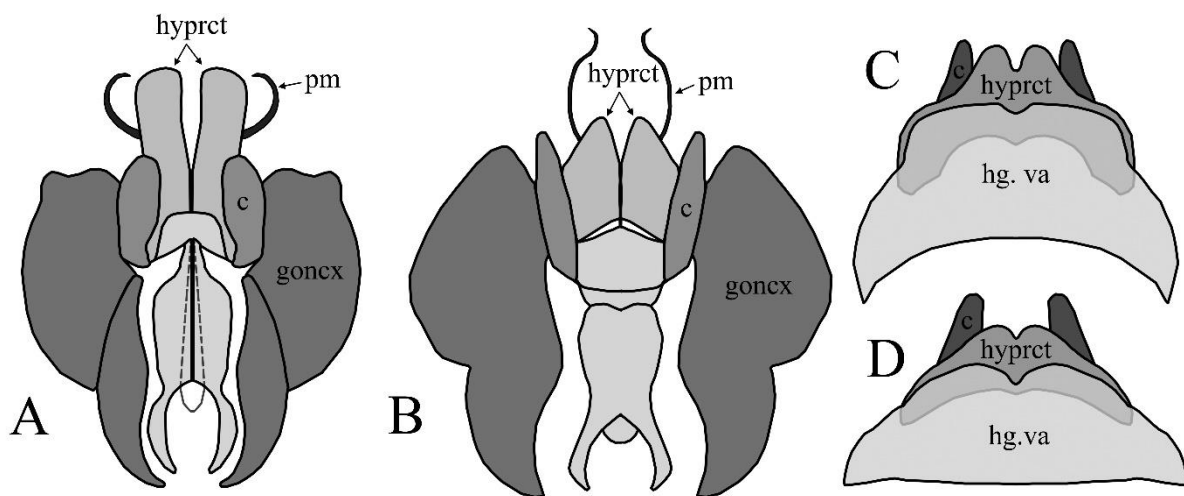 hyprct
pm
c
goncx
A
hyprct
pm
c
goncx
B
C
c
hyprct
hg. va
D
c
hyprct
hg.va